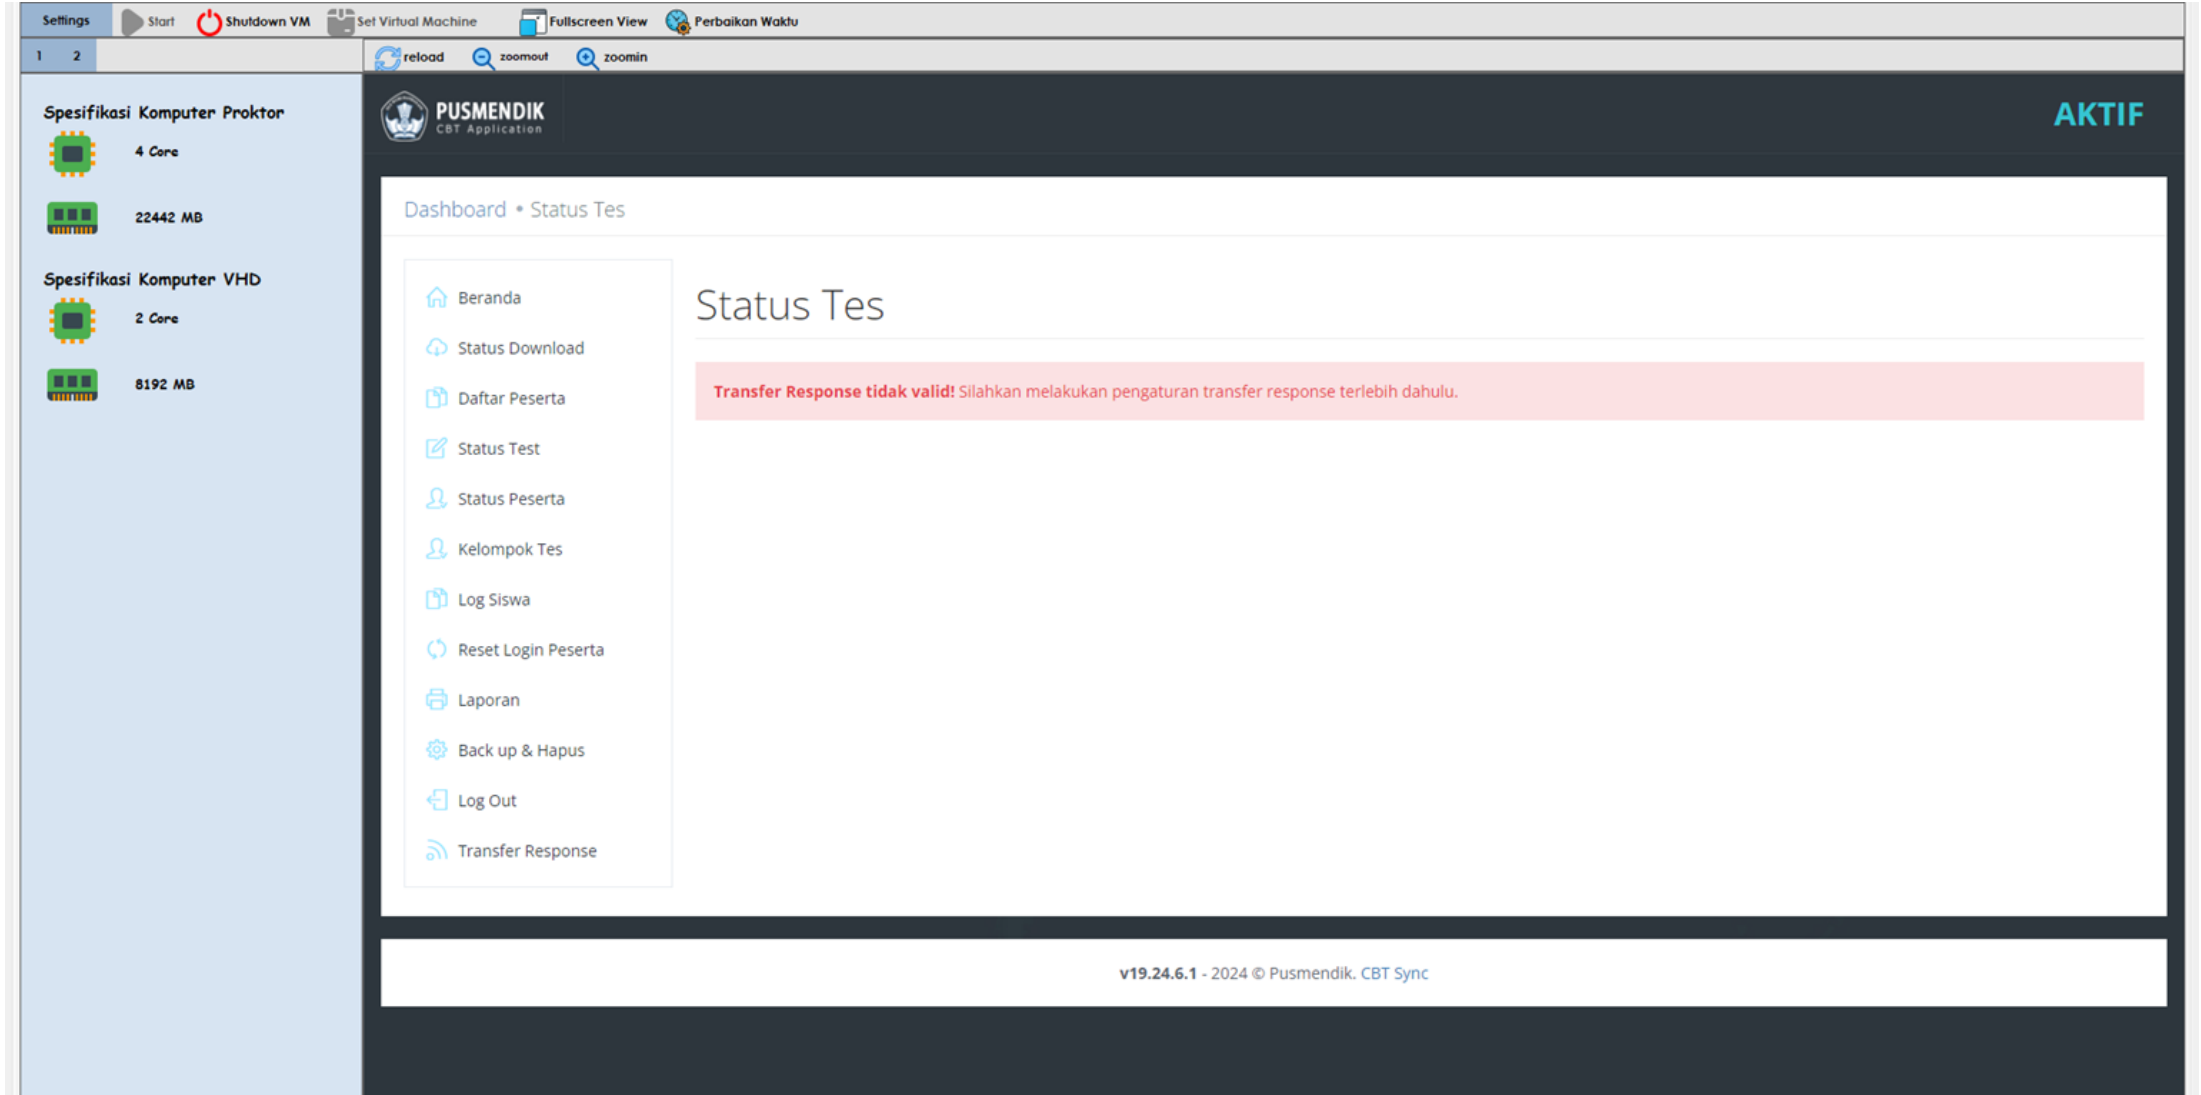 Settings Start Shutdown VM Set Virtual Machine Fullscreen View Perbaikan Waktu
1 2 reload zoomout zoomin
Spesifikasi Komputer Proktor
4 Core
22442 MB
Spesifikasi Komputer VHD
2 Core
8192 MB
PUSMENDIK
CBT Application
AKTIF
Dashboard • Status Tes
Beranda
Status Download
Daftar Peserta
Status Test
Status Peserta
Kelompok Tes
Log Siswa
Reset Login Peserta
Laporan
Back up & Hapus
Log Out
Transfer Response
Status Tes
Transfer Response tidak valid! Silahkan melakukan pengaturan transfer response terlebih dahulu.
v19.24.6.1 - 2024 © Pusmendik. CBT Sync